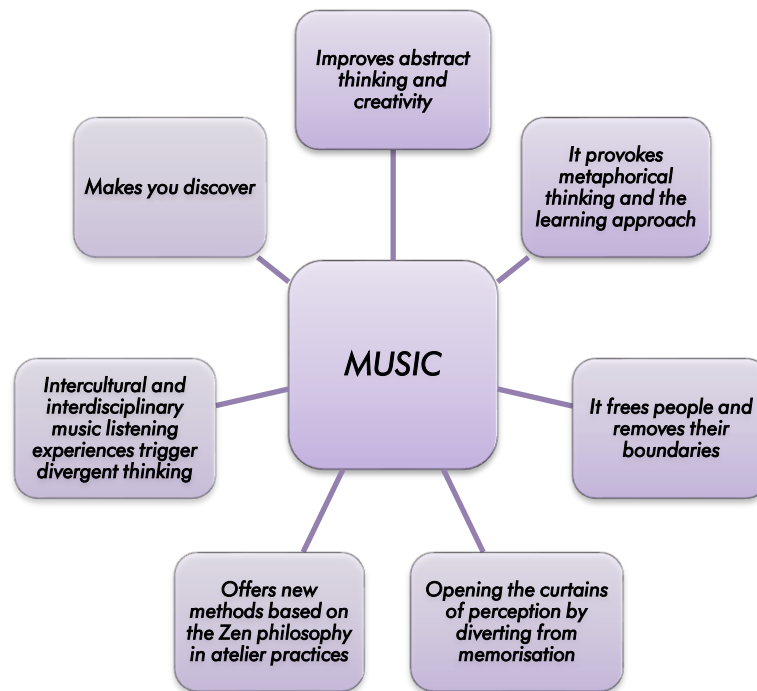 Improves abstract
thinking and
creativity
It provokes
metaphorical
thinking and the
learning approach
It frees people and
removes their
boundaries
Opening the curtains
of perception by
diverting from
memorisation
Offers new
methods based on
the Zen philosophy
in atelier practices
Intercultural and
interdisciplinary
music listening
experiences trigger
divergent thinking
Makes you discover
MUSIC